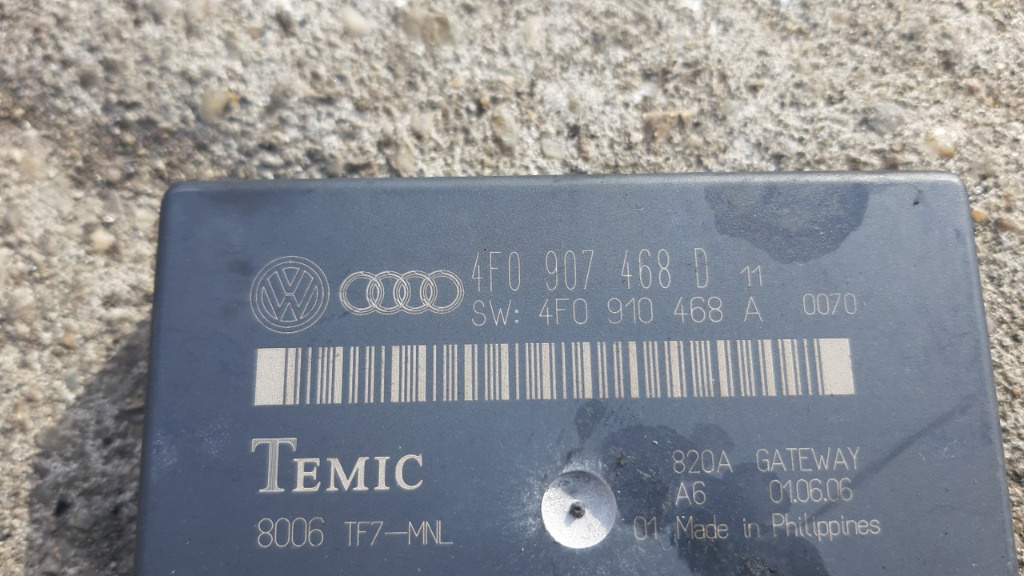 4F0 907 468 D 11
SW: 4F0 910 468 A 0070
TEMIC
820A GATEWAY
A6 01.06.06
8006 TF7-MNL
01 Made in Philippines